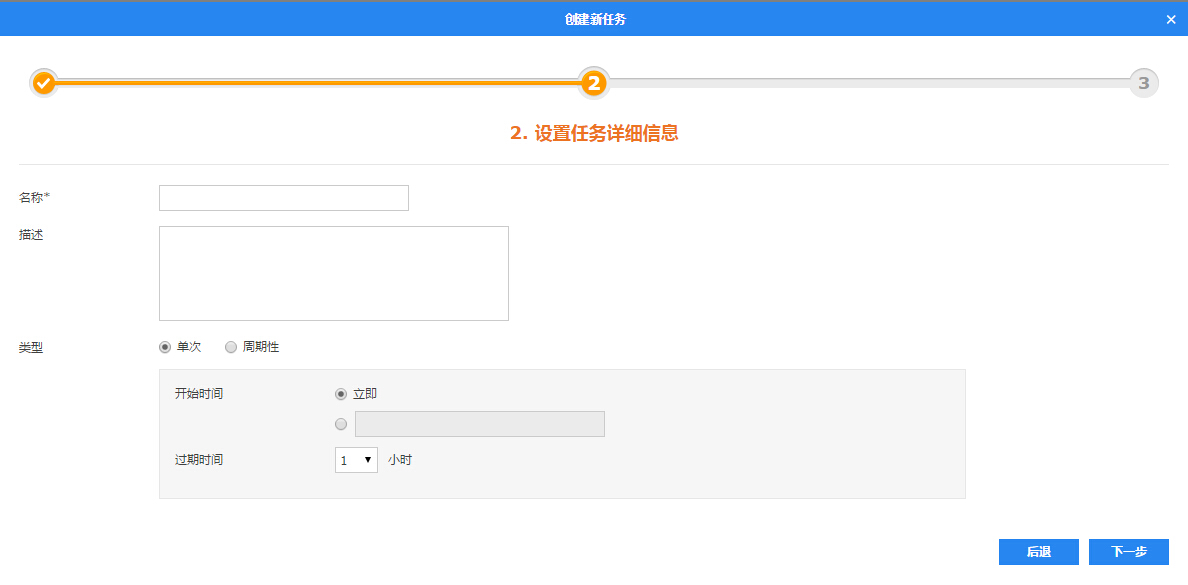 创建新任务
2
3
2. 设置任务详细信息
名称*
描述
类型
单次 周期性
开始时间
立即
过期时间
1 小时
后退 下一步